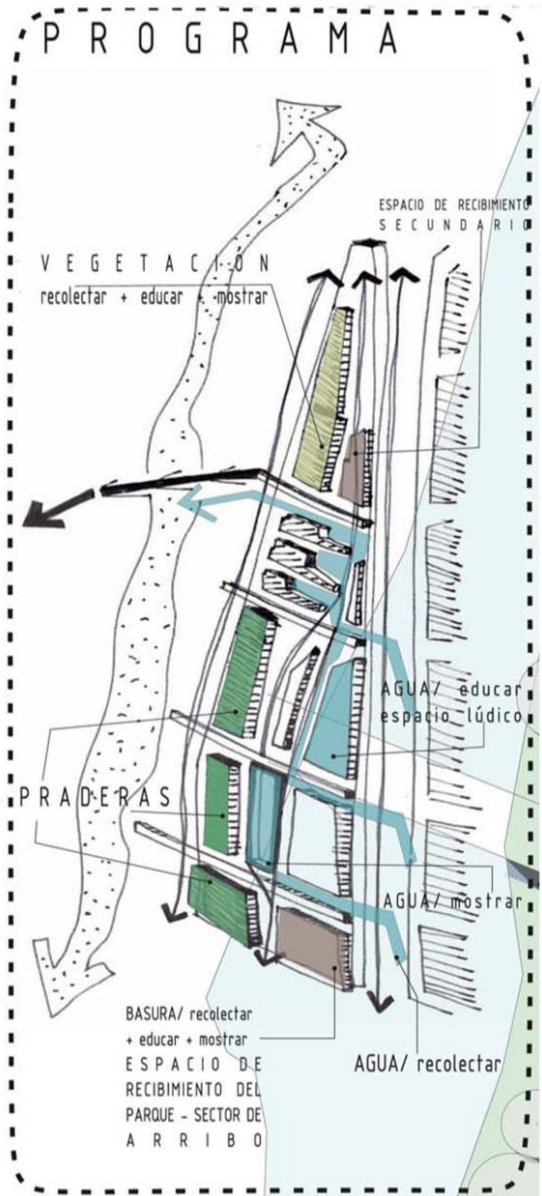 PROGRAMA
ESPACIO DE RECIBIMIENTO
SECUNDARIO
VEGETACION
recolectar + educar + mostrar
AGUA/ educar
espacio lúdico
PRADERAS
AGUA/ mostrar
BASURA/ recolectar
+ educar + mostrar
ESPACIO DE
RECIBIMIENTO DEL
PARQUE - SECTOR DE
ARRIBO
AGUA/ recolectar